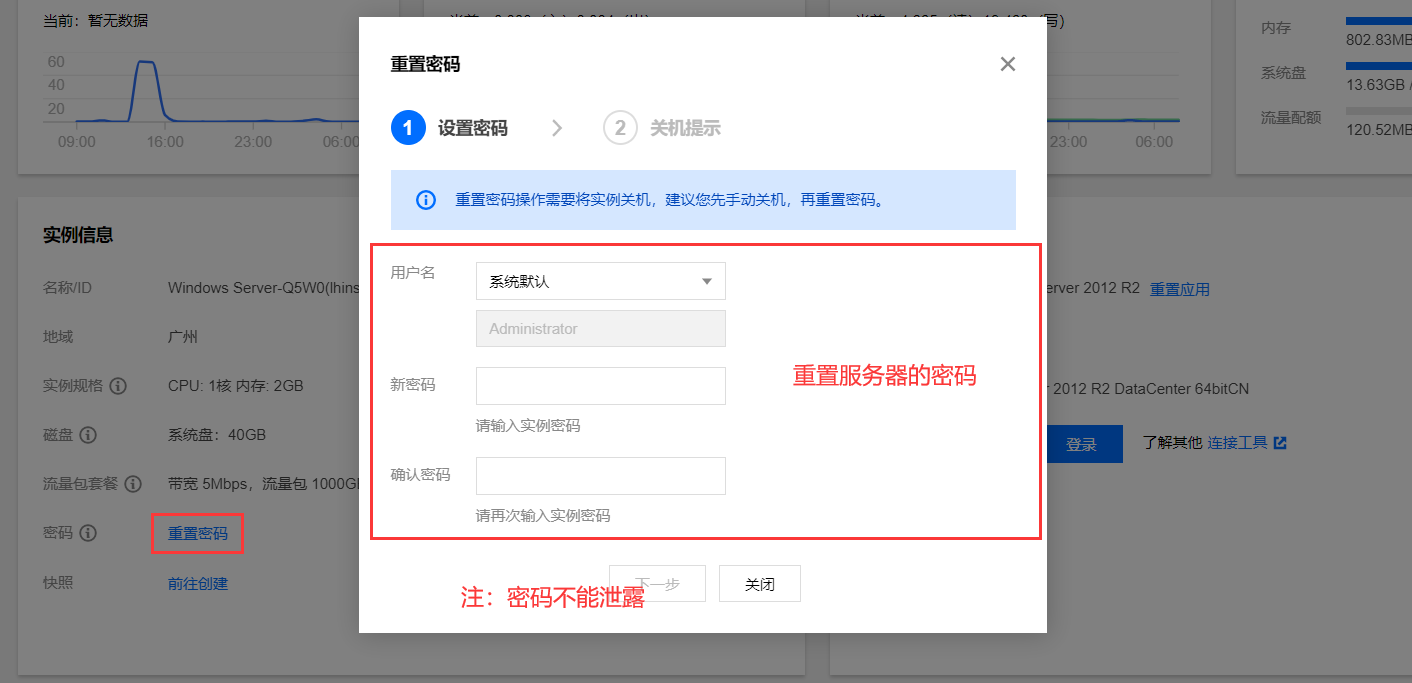 当前：暂无数据
60
40
20
09:00
16:00
23:00
06:00
23:00
06:00
内存
802.83MB
系统盘
13.63GB /
流量配额
120.52MB
重置密码
1 设置密码
2 关机提示
重置密码操作需要将实例关机，建议您先手动关机，再重置密码。
用户名
系统默认
Administrator
新密码
请输入实例密码
确认密码
请再次输入实例密码
重置服务器的密码
下一步
关闭
注：密码不能泄露
实例信息
名称/ID
Windows Server-Q5W0(lhins
地域
广州
实例规格
CPU: 1核 内存: 2GB
磁盘
系统盘：40GB
流量包套餐
带宽 5Mbps，流量包 1000G
密码
重置密码
快照
前往创建
erver 2012 R2 重置应用
2012 R2 DataCenter 64bitCN
登录
了解其他 连接工具